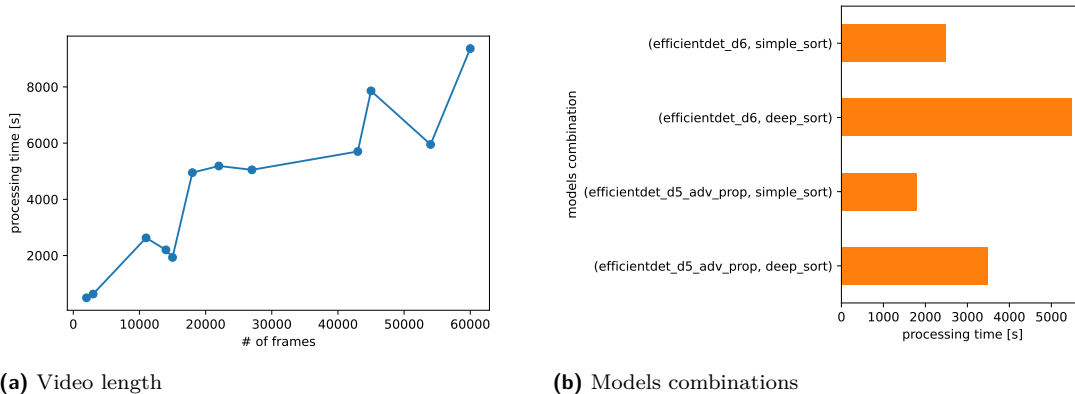 processing time [s]
8000
6000
4000
2000
0 10000 20000 30000 40000 50000 60000
# of frames
(a) Video length
models combination
(efficientdet_d6, simple_sort)
(efficientdet_d6, deep_sort)
(efficientdet_d5_adv_prop, simple_sort)
(efficientdet_d5_adv_prop, deep_sort)
0 1000 2000 3000 4000 5000
processing time [s]
(b) Models combinations